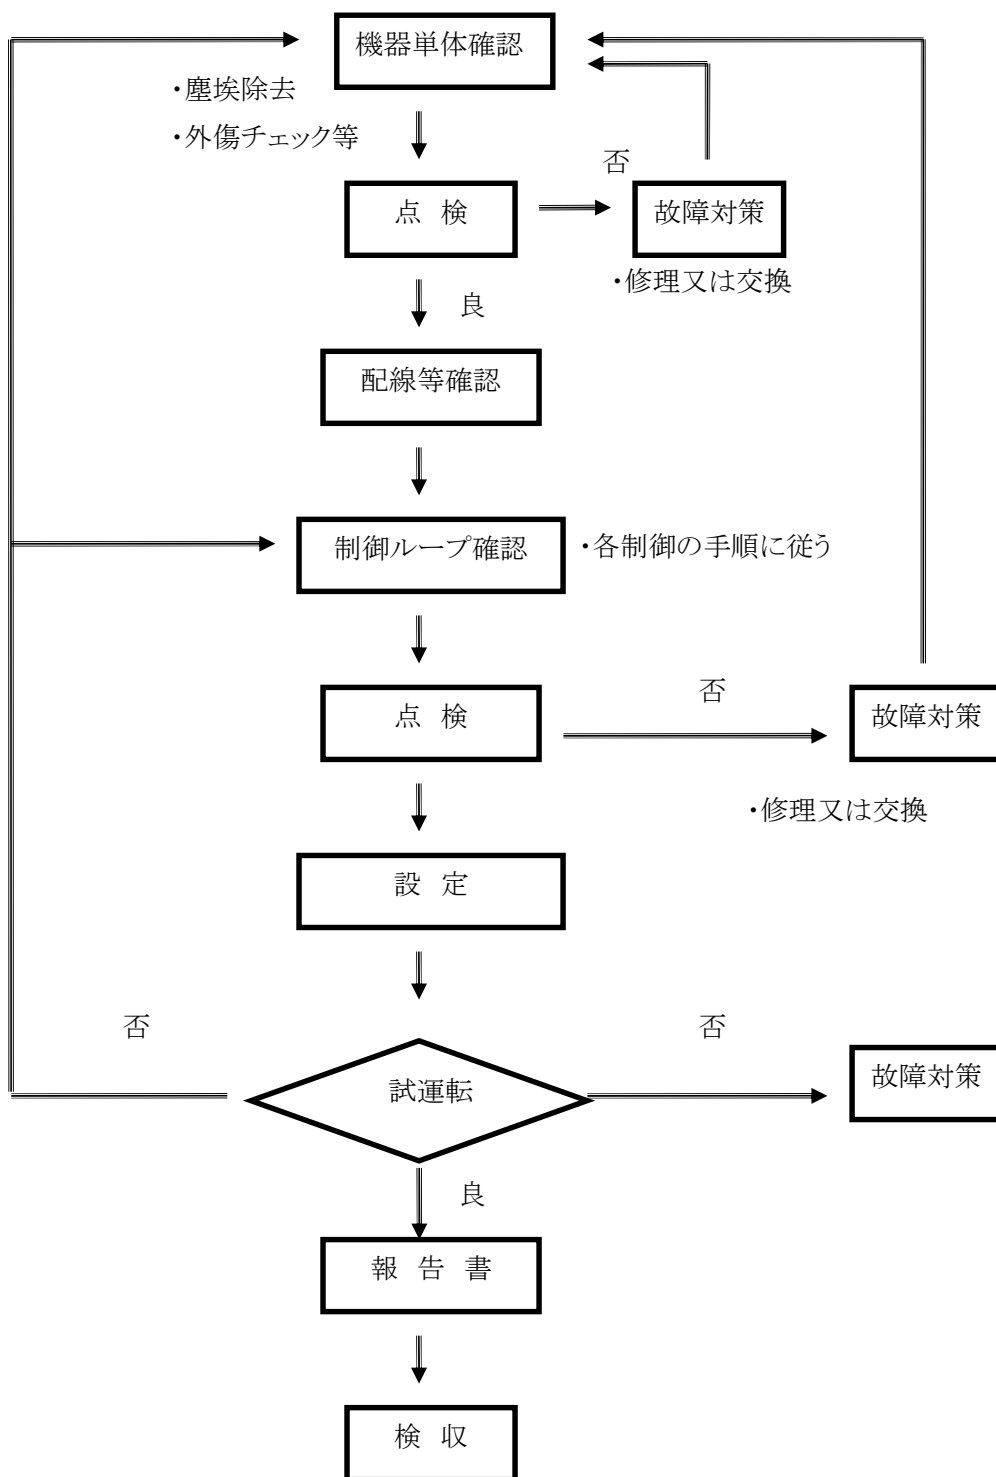 機器単体確認
・塵埃除去
・外傷チェック等
否
点 検
故障対策
・修理又は交換
良
配線等確認
制御ループ確認
・各制御の手順に従う
否
点 検
故障対策
・修理又は交換
設 定
否
否
試運転
故障対策
良
報 告 書
検 収